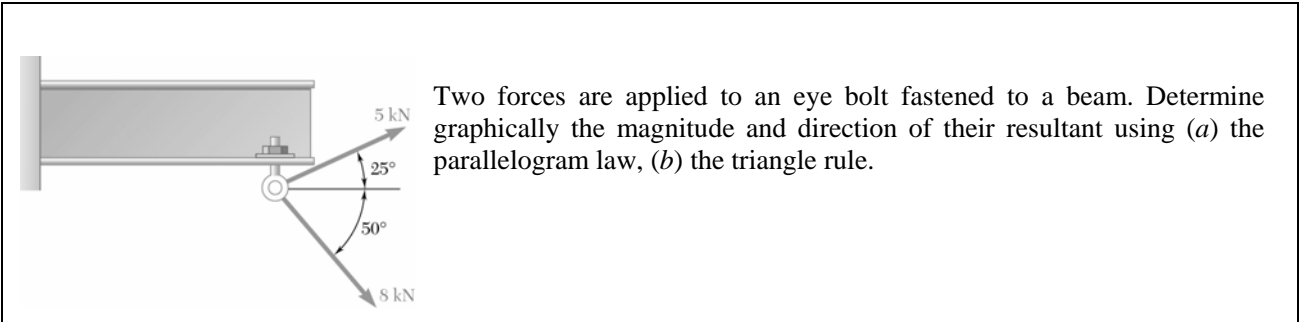 Two forces are applied to an eye bolt fastened to a beam. Determine
graphically the magnitude and direction of their resultant using (a) the
parallelogram law, (b) the triangle rule.
5 kN
25°
50°
8 kN